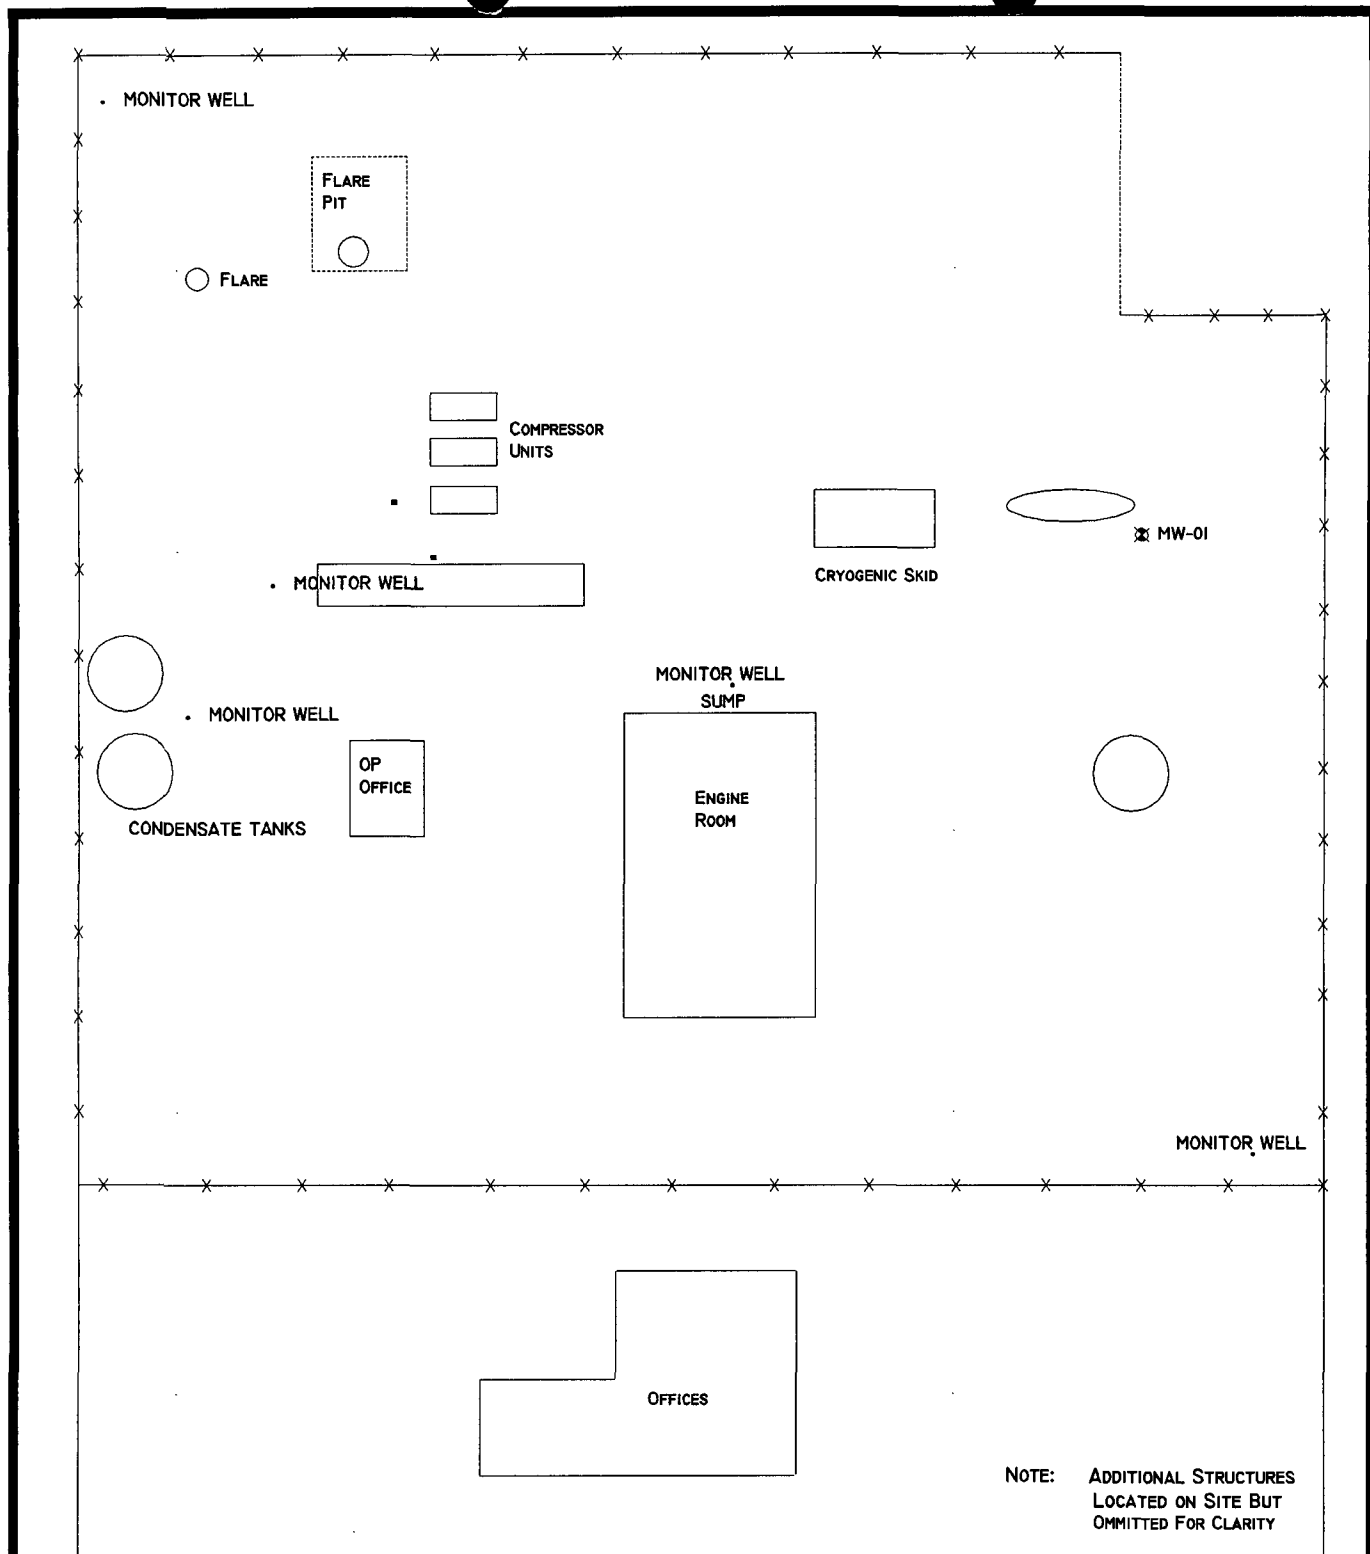 MONITOR WELL
FLARE
PIT
FLARE
COMPRESSOR
UNITS
MW-01
CRYOGENIC SKID
MONITOR WELL
MONITOR WELL
SUMP
MONITOR WELL
OP
OFFICE
ENGINE
ROOM
CONDENSATE TANKS
MONITOR WELL
OFFICES
NOTE: ADDITIONAL STRUCTURES
LOCATED ON SITE BUT
OMMITTED FOR CLARITY